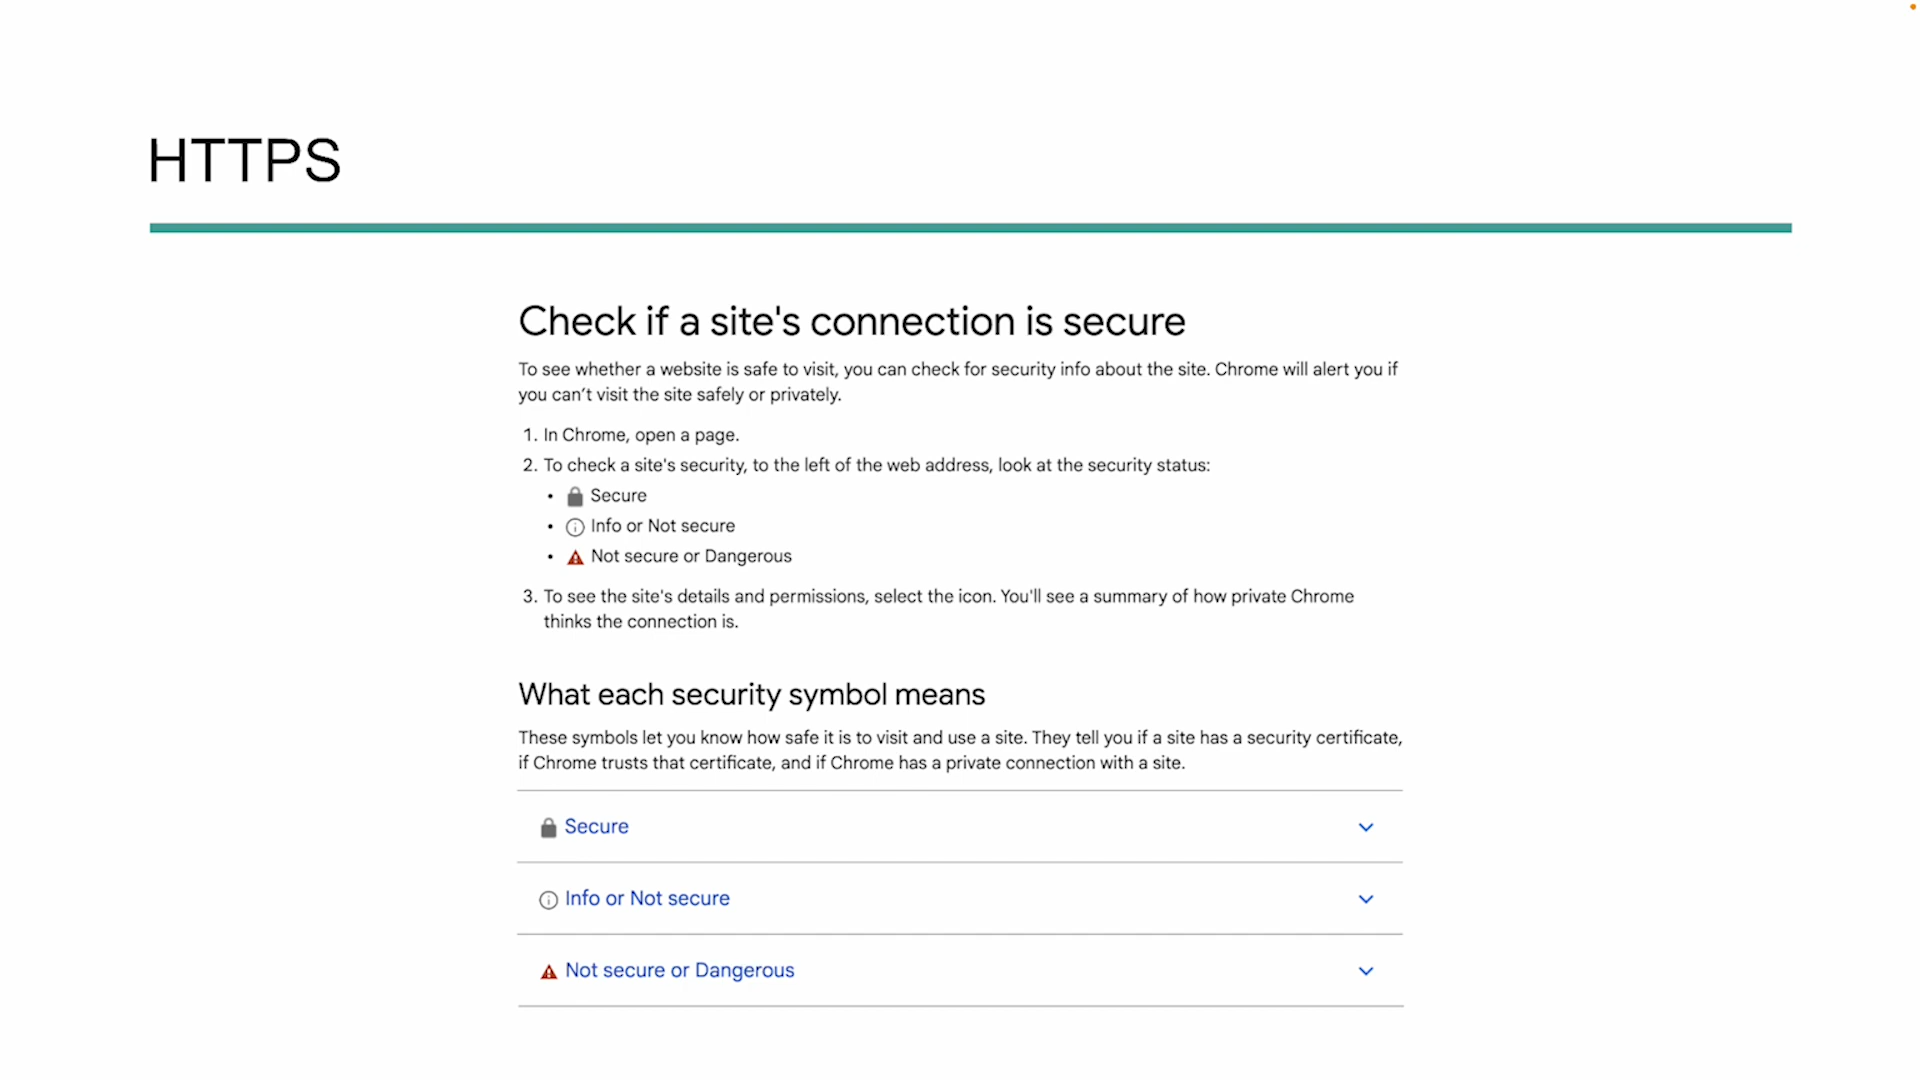 HTTPS
Check if a site's connection is secure
To see whether a website is safe to visit, you can check for security info about the site. Chrome will alert you if
you can’t visit the site safely or privately.
1. In Chrome, open a page.
2. To check a site's security, to the left of the web address, look at the security status:
• Secure
• Info or Not secure
• Not secure or Dangerous
3. To see the site's details and permissions, select the icon. You'll see a summary of how private Chrome
thinks the connection is.
What each security symbol means
These symbols let you know how safe it is to visit and use a site. They tell you if a site has a security certificate,
if Chrome trusts that certificate, and if Chrome has a private connection with a site.
Secure
Info or Not secure
Not secure or Dangerous